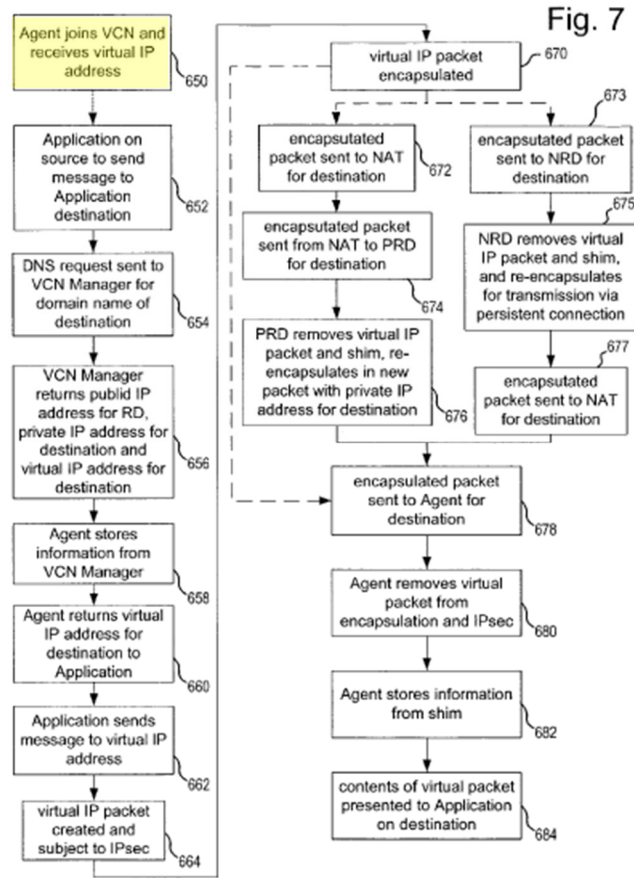 Fig. 7
Agent joins VCN and
receives virtual IP
address
650
Application on
source to send
message to
Application
destination
652
DNS request sent to
VCN Manager for
domain name of
destination
654
VCN Manager
returns publid IP
address for RD,
private IP address for
destination and
virtual IP address for
destination
656
Agent stores
information from
VCN Manager
658
Agent returns virtual
IP address for
destination to
Application
660
Application sends
message to virtual IP
address
662
virtual IP packet
created and
subject to IPsec
664
virtual IP packet
encapsulated
670
encapsutated
packet sent to NAT
for destination
672
encapsutated packet
sent from NAT to PRD
for destination
674
PRD removes virtual IP
packet and shim, re-
encapsulates in new
packet with private IP
address for destination
676
673
encapsutated packet
sent to NRD for
destination
675
NRD removes virtual
IP packet and shim,
and re-encapsulates
for transmission via
persistent connection
677
encapsutated
packet sent to NAT
for destination
encapsulated packet
sent to Agent for
destination
678
Agent removes virtual
packet from
encapsulation and IPsec
680
Agent stores information
from shim
682
contents of virtual packet
presented to Application
on destination
684